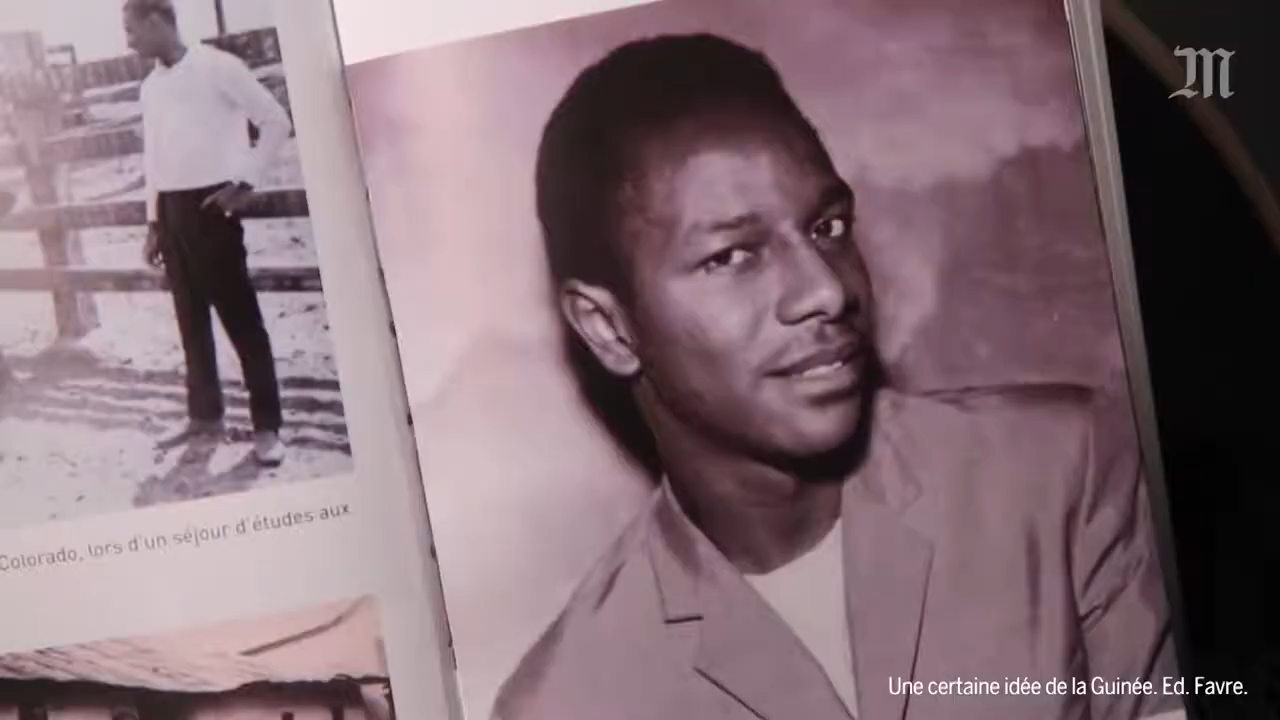 M
Colorado, lors d'un séjour d'études aux
Une certaine idée de la Guinée. Ed. Favre.